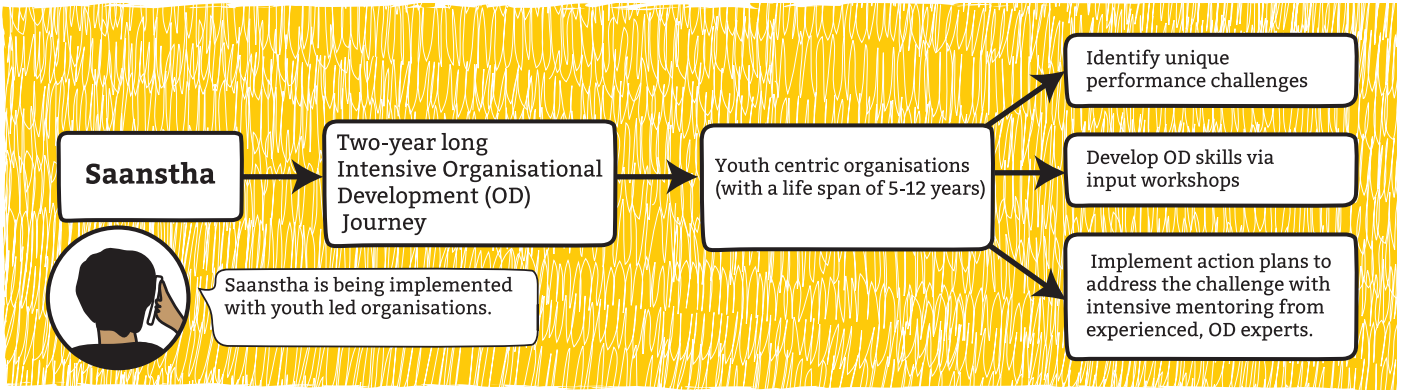 Saanstha
Two-year long
Intensive Organisational
Development (OD)
Journey
Saanstha is being implemented
with youth led organisations.
Youth centric organisations
(with a life span of 5-12 years)
Identify unique
performance challenges
Develop OD skills via
input workshops
Implement action plans to
address the challenge with
intensive mentoring from
experienced, OD experts.